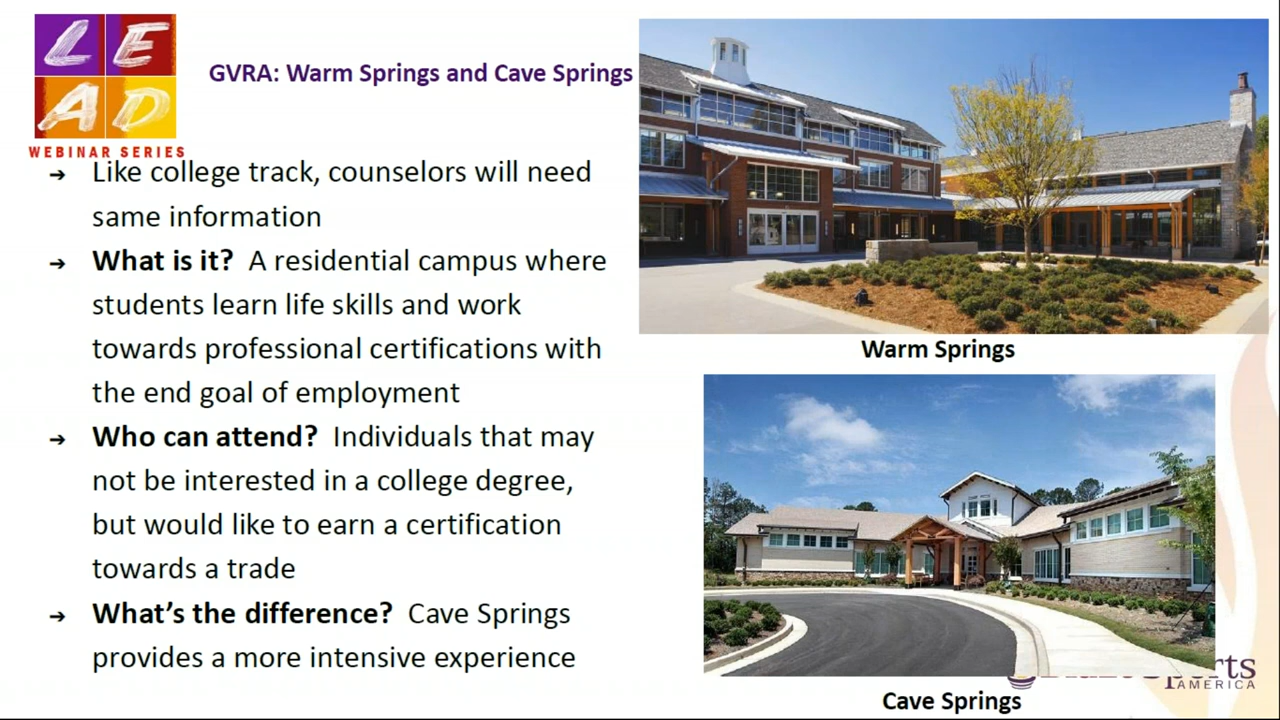 LE
AD
WEBINAR SERIES
GVRA: Warm Springs and Cave Springs
➔ Like college track, counselors will need
same information
➔ What is it? A residential campus where
students learn life skills and work
towards professional certifications with
the end goal of employment
➔ Who can attend? Individuals that may
not be interested in a college degree,
but would like to earn a certification
towards a trade
➔ What's the difference? Cave Springs
provides a more intensive experience
Warm Springs
Cave Springs
AMERICA